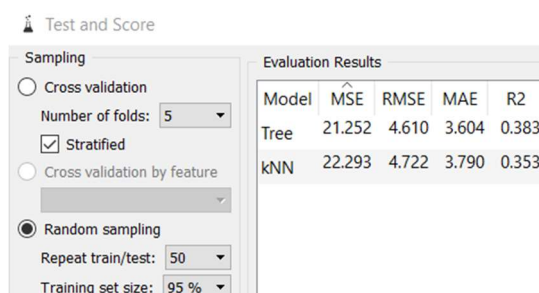 Test and Score
Sampling
Cross validation
Number of folds: 5
Stratified
Cross validation by feature
Random sampling
Repeat train/test: 50
Training set size: 95 %
Evaluation Results
Model MSE RMSE MAE R2
Tree 21.252 4.610 3.604 0.383
kNN 22.293 4.722 3.790 0.353